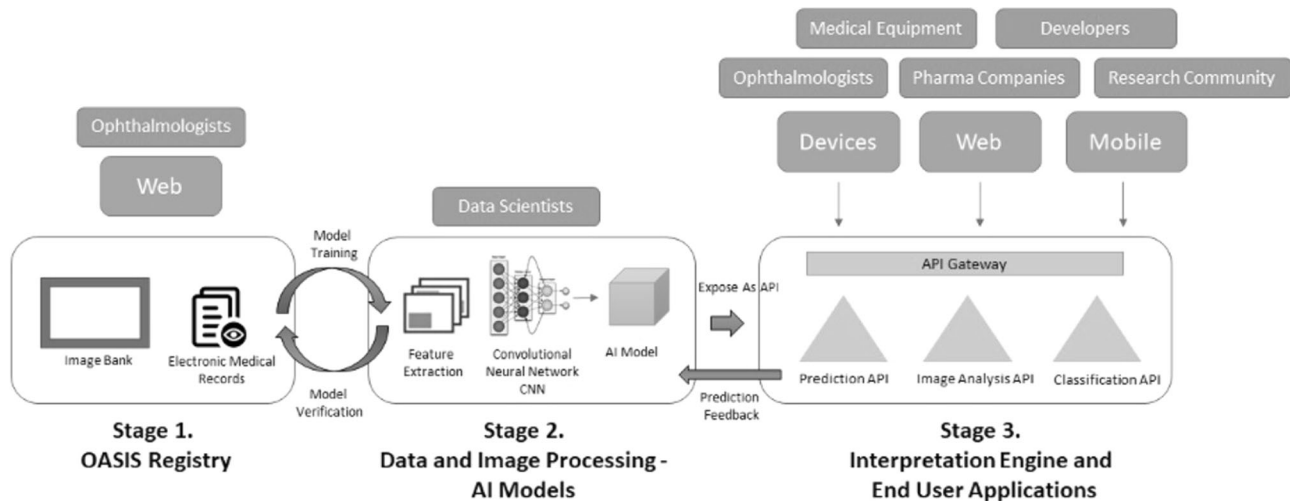 Medical Equipment
Developers
Ophthalmologists
Pharma Companies
Research Community
Devices
Web
Mobile
Ophthalmologists
Web
Data Scientists
Model
Training
Model
Verification
Image Bank
Electronic Medical
Records
Feature
Extraction
Convolutional
Neural Network
CNN
AI Model
Expose As API
Prediction
Feedback
API Gateway
Prediction API
Image Analysis API
Classification API
Stage 1.
OASIS Registry
Stage 2.
Data and Image Processing -
AI Models
Stage 3.
Interpretation Engine and
End User Applications